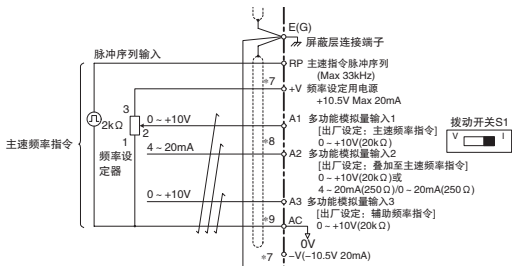 E(G)
屏蔽层连接端子
脉冲序列输入
RP 主速指令脉冲序列
(Max 33kHz)
*7
+V 频率设定用电源
+10.5V Max 20mA
3
2kΩ
0~+10V
A1 多功能模拟量输入1
[出厂设定:主速频率指令]
0~+10V(20kΩ)
拨动开关S1
V I
主速频率指令
1
2
频率设
定器
4~20mA
*8
A2 多功能模拟量输入2
[出厂设定:叠加至主速频率指令]
0~+10V(20kΩ)或
4~20mA(250Ω)/0~20mA(250Ω)
0~+10V
A3 多功能模拟量输入3
[出厂设定:辅助频率指令]
0~+10V(20kΩ)
*9
AC
0V
*7
-V(-10.5V 20mA)